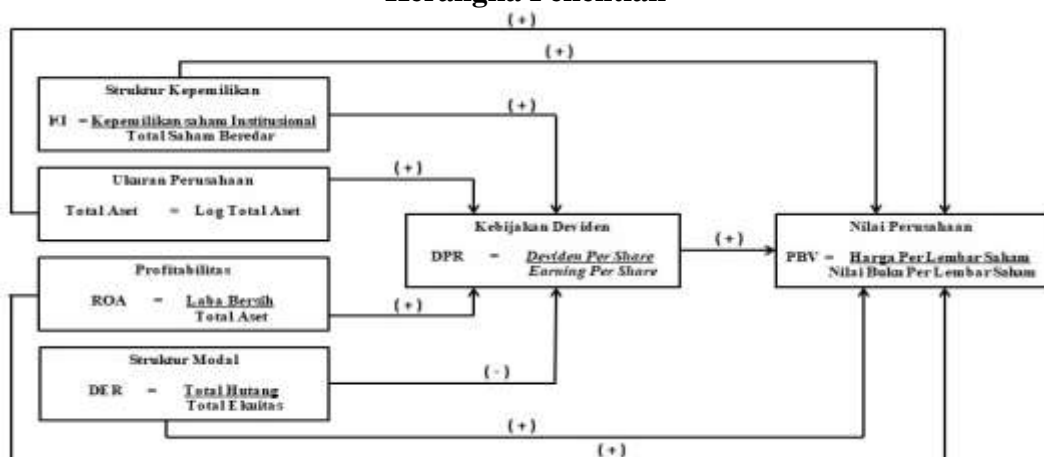 Kerangka Penelitian
(+)
(+)
Struktur Kepemilikan
KI = Kepemilikan saham Institusional
Total Saham Beredar
(+)
Ukuran Perusahaan
Total Aset = Log Total Aset
(+)
Kebijakan Deviden
DPR = Deviden Per Share
Earning Per Share
(+)
Nilai Perusahaan
PBV = Harga Per Lembar Saham
Nilai Buku Per Lembar Saham
Profitabilitas
ROA = Laba Bersih
Total Aset
(+)
Struktur Modal
DER = Total Hutang
Total Ekuitas
(-)
(+)
(+)